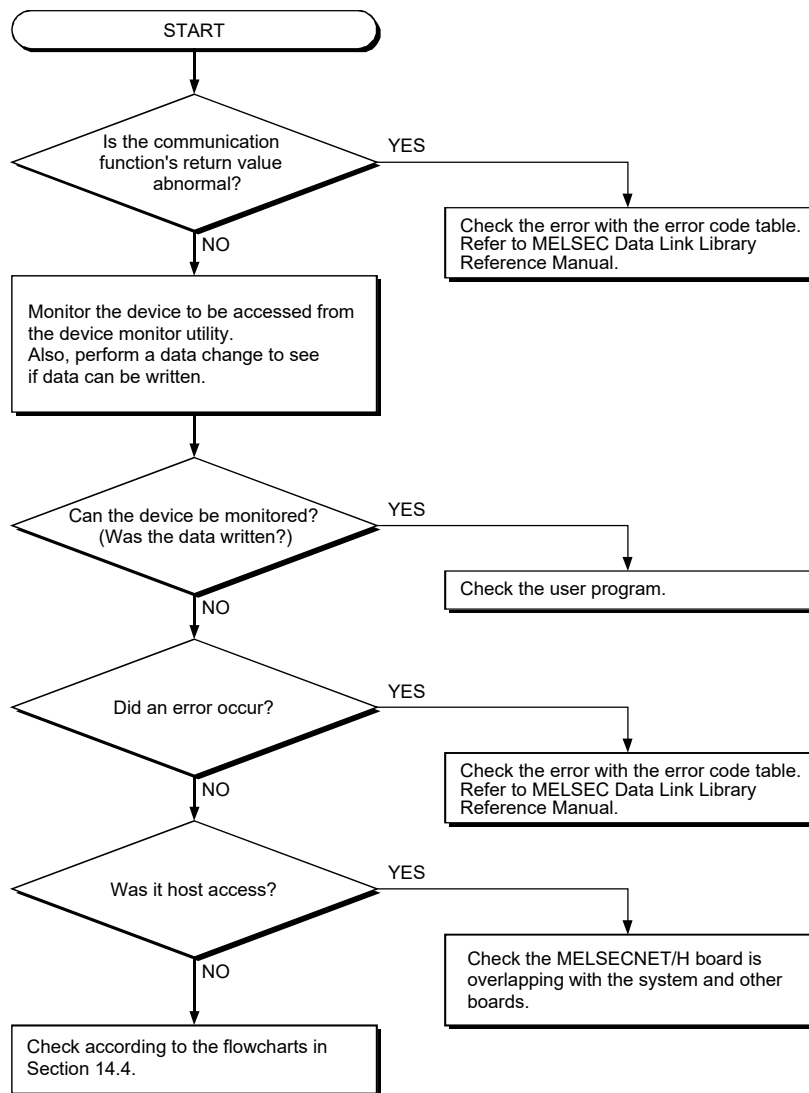 START
Is the communication
function's return value
abnormal?
YES
Check the error with the error code table.
Refer to MELSEC Data Link Library
Reference Manual.
NO
Monitor the device to be accessed from
the device monitor utility.
Also, perform a data change to see
if data can be written.
Can the device be monitored?
(Was the data written?)
YES
Check the user program.
NO
Did an error occur?
YES
Check the error with the error code table.
Refer to MELSEC Data Link Library
Reference Manual.
NO
Was it host access?
YES
Check the MELSECNET/H board is
overlapping with the system and other
boards.
NO
Check according to the flowcharts in
Section 14.4.